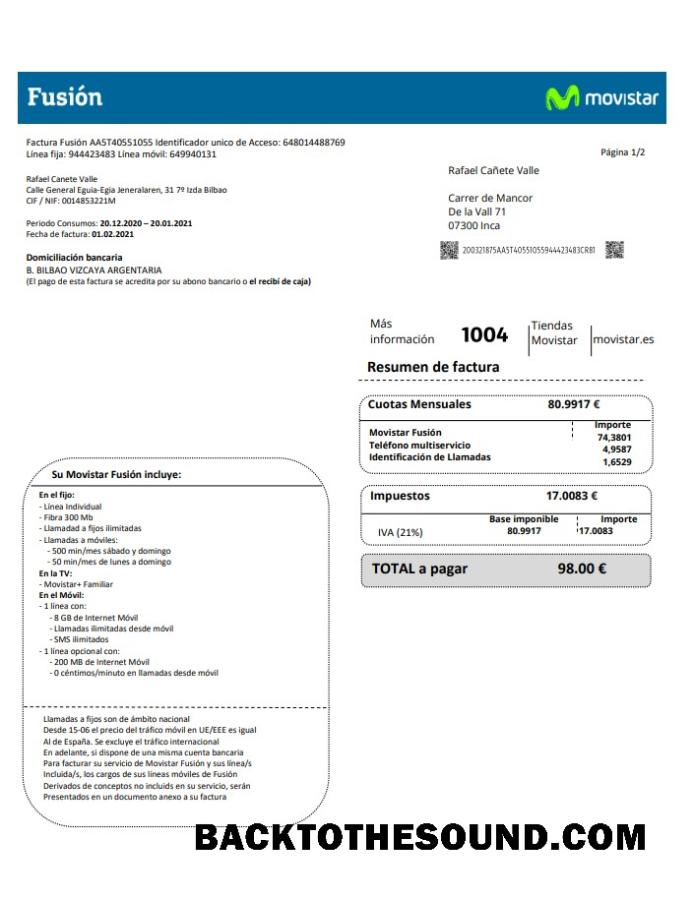 Fusión
movistar
Factura Fusión AA5T40551055 Identificador unico de Acceso: 648014488769
Línea fija: 944423483 Línea móvil: 649940131
Página 1/2
Rafael Canete Valle
Calle General Eguia-Egia Jeneralaren, 31 7º Izda Bilbao
CIF / NIF: 0014853221M
Rafael Cañete Valle
Carrer de Mancor
De la Vall 71
07300 Inca
Periodo Consumos: 20.12.2020 – 20.01.2021
Fecha de factura: 01.02.2021
200321875AA5T40551055944423483CR81
Domiciliación bancaria
B. BILBAO VIZCAYA ARGENTARIA
(El pago de esta factura se acredita por su abono bancario o el recibí de caja)
Más información 1004 Tiendas Movistar movistar.es
Resumen de factura
Cuotas Mensuales 80.9917 €
Importe
Movistar Fusión 74,3801
Teléfono multiservicio 4,9587
Identificación de Llamadas 1,6529
Impuestos 17.0083 €
Base imponible Importe
IVA (21%) 80.9917 17.0083
TOTAL a pagar 98.00 €
Su Movistar Fusión incluye:
En el fijo:
- Línea Individual
- Fibra 300 Mb
- Llamadad a fijos ilimitadas
- Llamadas a móviles:
- 500 min/mes sábado y domingo
- 50 min/mes de lunes a domingo
En la TV:
- Movistar+ Familiar
En el Móvil:
- 1 línea con:
- 8 GB de Internet Móvil
- Llamadas ilimitadas desde móvil
- SMS ilimitados
- 1 línea opcional con:
- 200 MB de Internet Móvil
- 0 céntimos/minuto en llamadas desde móvil
Llamadas a fijos son de ámbito nacional
Desde 15-06 el precio del tráfico móvil en UE/EEE es igual
Al de España. Se excluye el tráfico internacional
En adelante, si dispone de una misma cuenta bancaria
Para facturar su servicio de Movistar Fusión y sus línea/s
Incluida/s, los cargos de sus líneas móviles de Fusión
Derivados de conceptos no incluids en su servicio, serán
Presentados en un documento anexo a su factura
BACKTOTHESOUND.COM